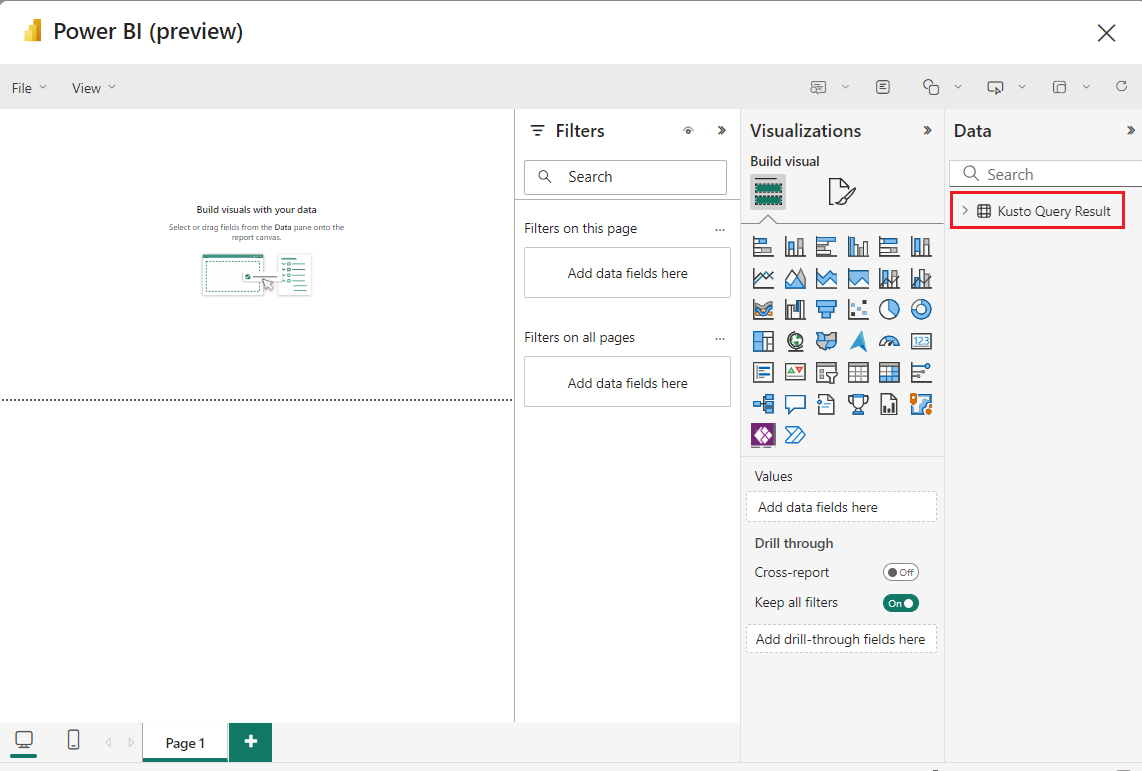 Power BI (preview)
File
View
Build visuals with your data
Select or drag fields from the Data pane onto the
report canvas.
Filters
Search
Filters on this page
...
Add data fields here
Filters on all pages
...
Add data fields here
Visualizations
Build visual
123
Values
Add data fields here
Drill through
Cross-report
Off
Keep all filters
On
Add drill-through fields here
Data
Search
Kusto Query Result
Page 1